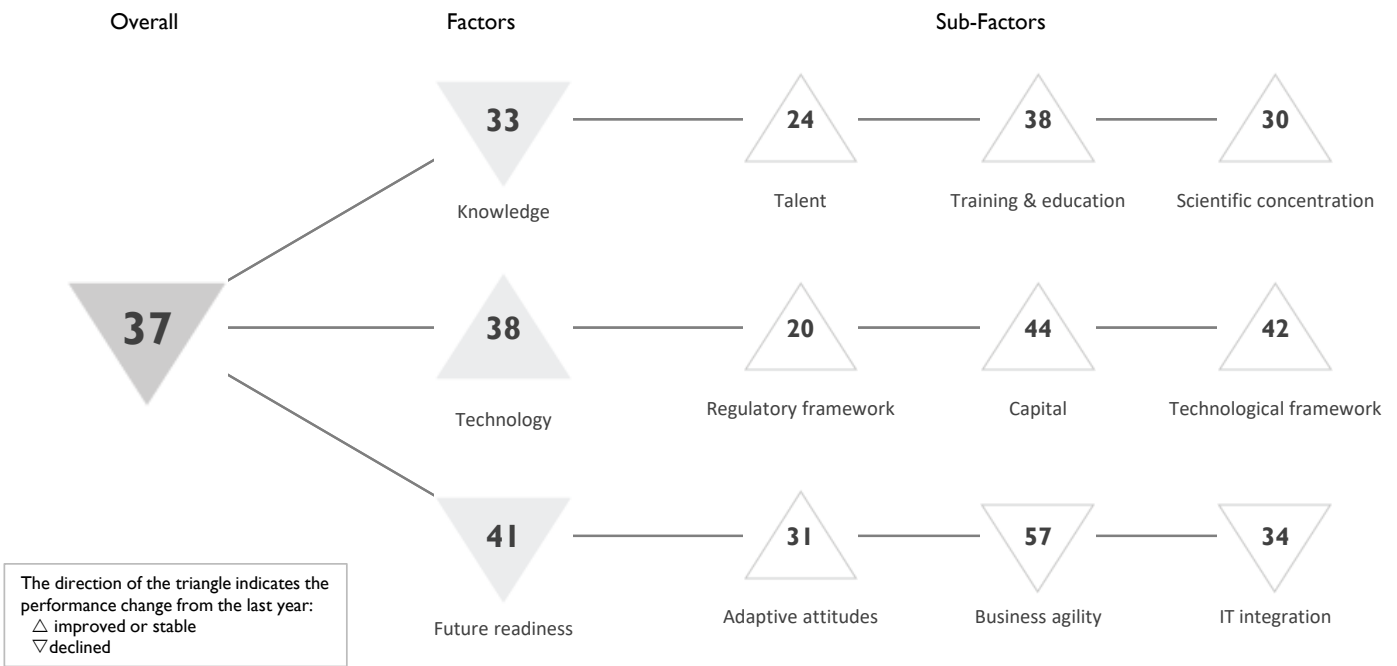 Overall
Factors
Sub-Factors
33
24
38
30
Knowledge
Talent
Training & education
Scientific concentration
37
38
20
44
42
Technology
Regulatory framework
Capital
Technological framework
41
31
57
34
Future readiness
Adaptive attitudes
Business agility
IT integration
The direction of the triangle indicates the
performance change from the last year:
△ improved or stable
▽declined